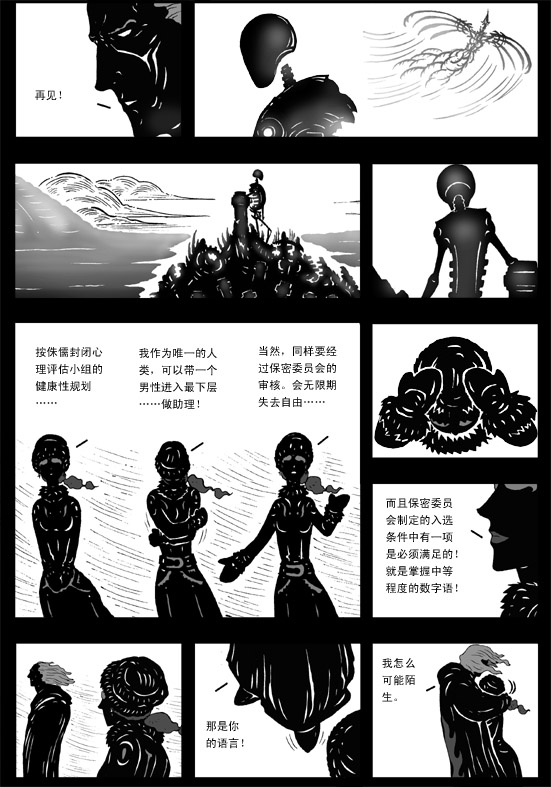 再见！
按侏儒封闭心
理评估小组的
健康性规划
……
我作为唯一的人
类，可以带一个
男性进入最下层
……做助理！
当然，同样要经
过保密委员会的
审核。会无限期
失去自由……
而且保密委员
会制定的入选
条件中有一项
是必须满足的！
就是掌握中等
程度的数字语！
那是你
的语言！
我怎么
可能陌
生。